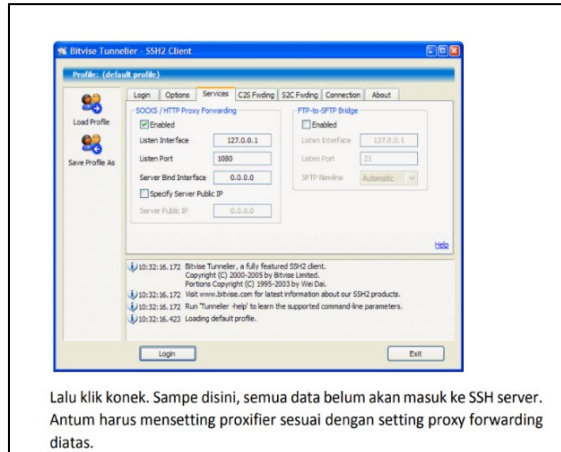 Bitvise Tunnelier - SSH2 Client
Profile: (default profile)
Load Profile
Save Profile As
Login Options Services C2S Fwding S2C Fwding Connection About
SOCKS / HTTP Proxy Forwarding
Enabled
Listen Interface 127.0.0.1
Listen Port 1080
Server Bind Interface 0.0.0.0
Specify Server Public IP
Server Public IP 0.0.0.0
FTP-to-SFTP Bridge
Enabled
Listen Interface 127.0.0.1
Listen Port 21
SFTP Newline Automatic
Help
10:32:16.172 Bitvise Tunnelier, a fully featured SSH2 client.
Copyright (C) 2000-2005 by Bitvise Limited.
Portions Copyright (C) 1995-2003 by Wei Dai.
10:32:16.172 Visit www.bitvise.com for latest information about our SSH2 products.
10:32:16.172 Run 'Tunnelier -help' to learn the supported command-line parameters.
10:32:16.423 Loading default profile.
Login Exit
Lalu klik konek. Sampe disini, semua data belum akan masuk ke SSH server.
Antum harus mensetting proxifier sesuai dengan setting proxy forwarding
diatas.